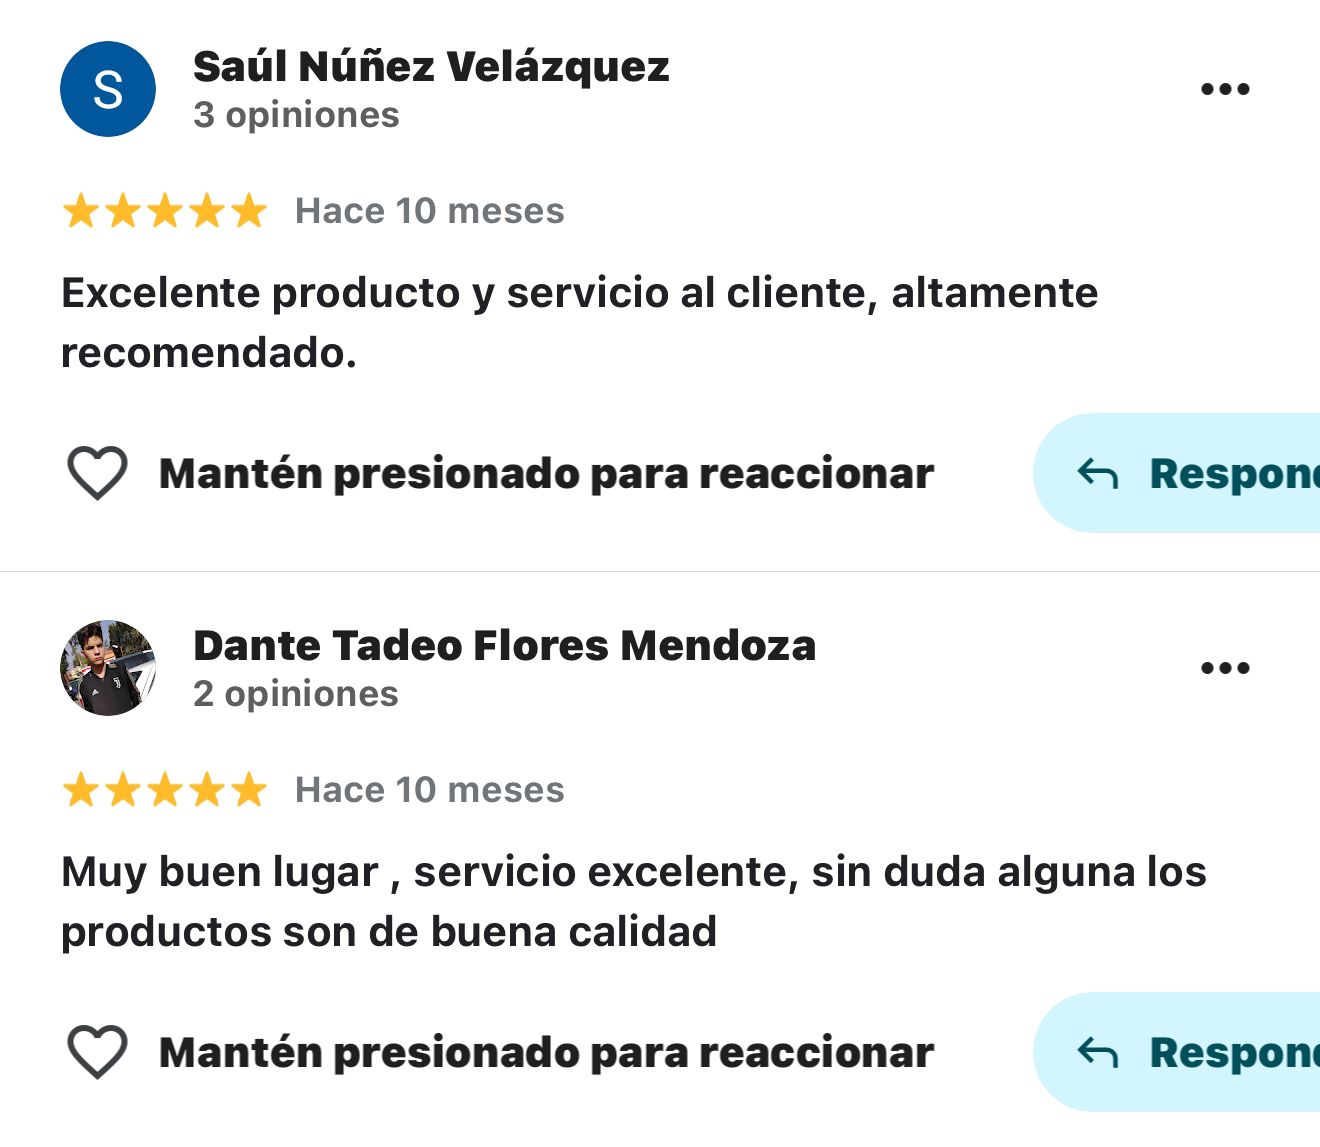 S
Saúl Núñez Velázquez
3 opiniones
Hace 10 meses
Excelente producto y servicio al cliente, altamente
recomendado.
Mantén presionado para reaccionar
Respond
Dante Tadeo Flores Mendoza
2 opiniones
Hace 10 meses
Muy buen lugar , servicio excelente, sin duda alguna los
productos son de buena calidad
Mantén presionado para reaccionar
Respond